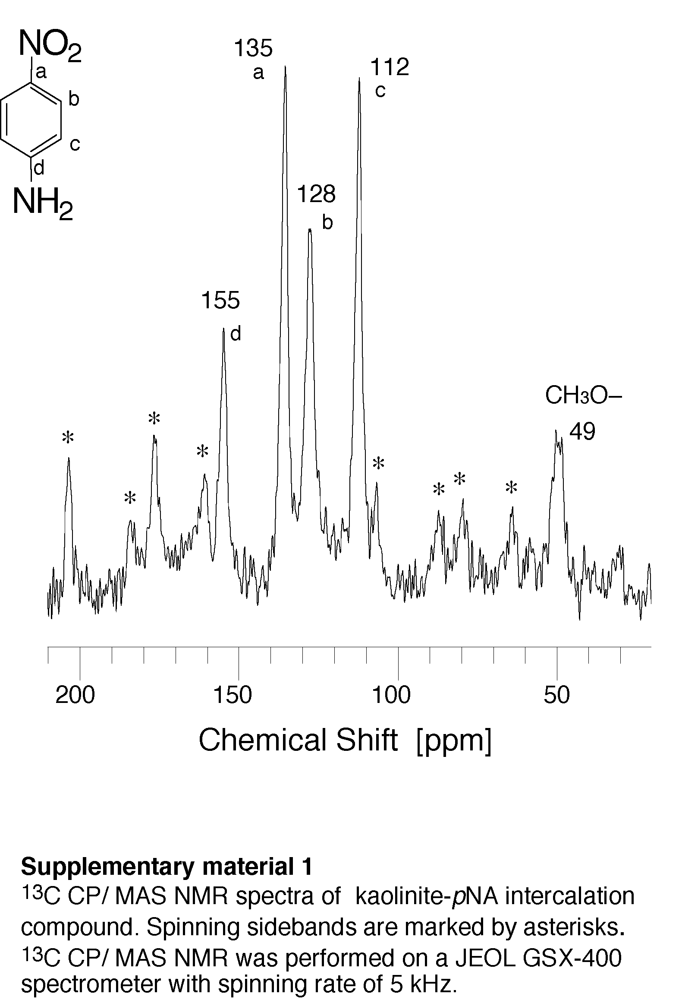 NO2
a
b
c
d
NH2
135
a
112
c
128
b
155
d
CH3O–
49
*
*
*
*
*
*
*
*
200
150
100
50
Chemical Shift [ppm]
Supplementary material 1
13C CP/ MAS NMR spectra of kaolinite-pNA intercalation
compound. Spinning sidebands are marked by asterisks.
13C CP/ MAS NMR was performed on a JEOL GSX-400
spectrometer with spinning rate of 5 kHz.